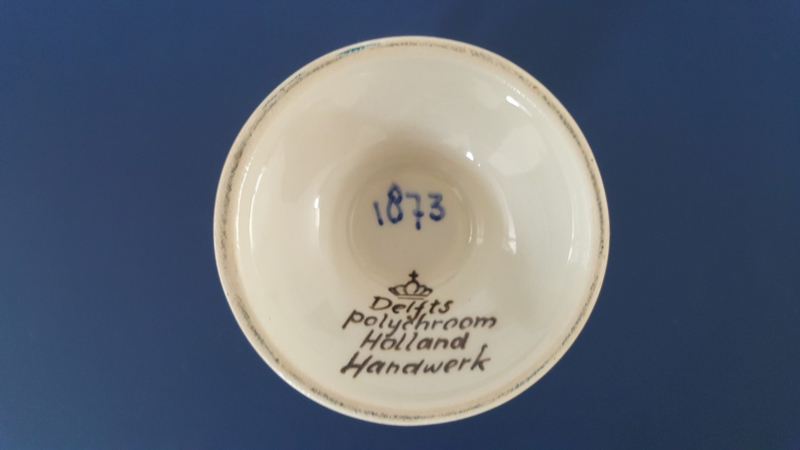 1873
Delfts
polychroom
Holland
Handwerk